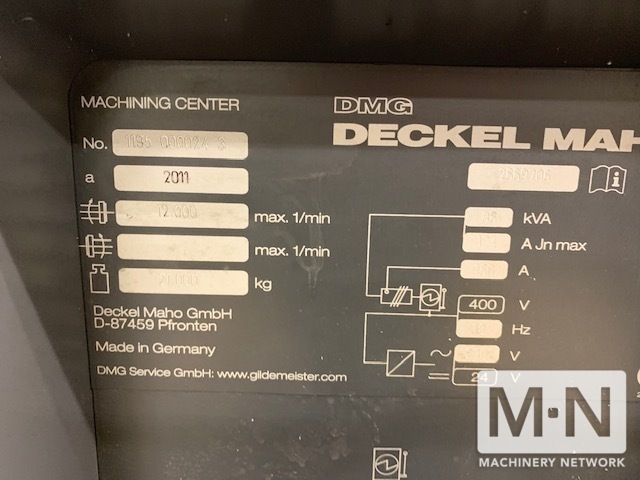 MACHINING CENTER
DMG
DECKEL MAH
No.
a 2011
12.000 max. 1/min
max. 1/min
kg
kVA
A Jn max
A
400 V
Hz
V
24 V
Deckel Maho GmbH
D-87459 Pfronten
Made in Germany
DMG Service GmbH: www.gildemeister.com
M·N
MACHINERY NETWORK